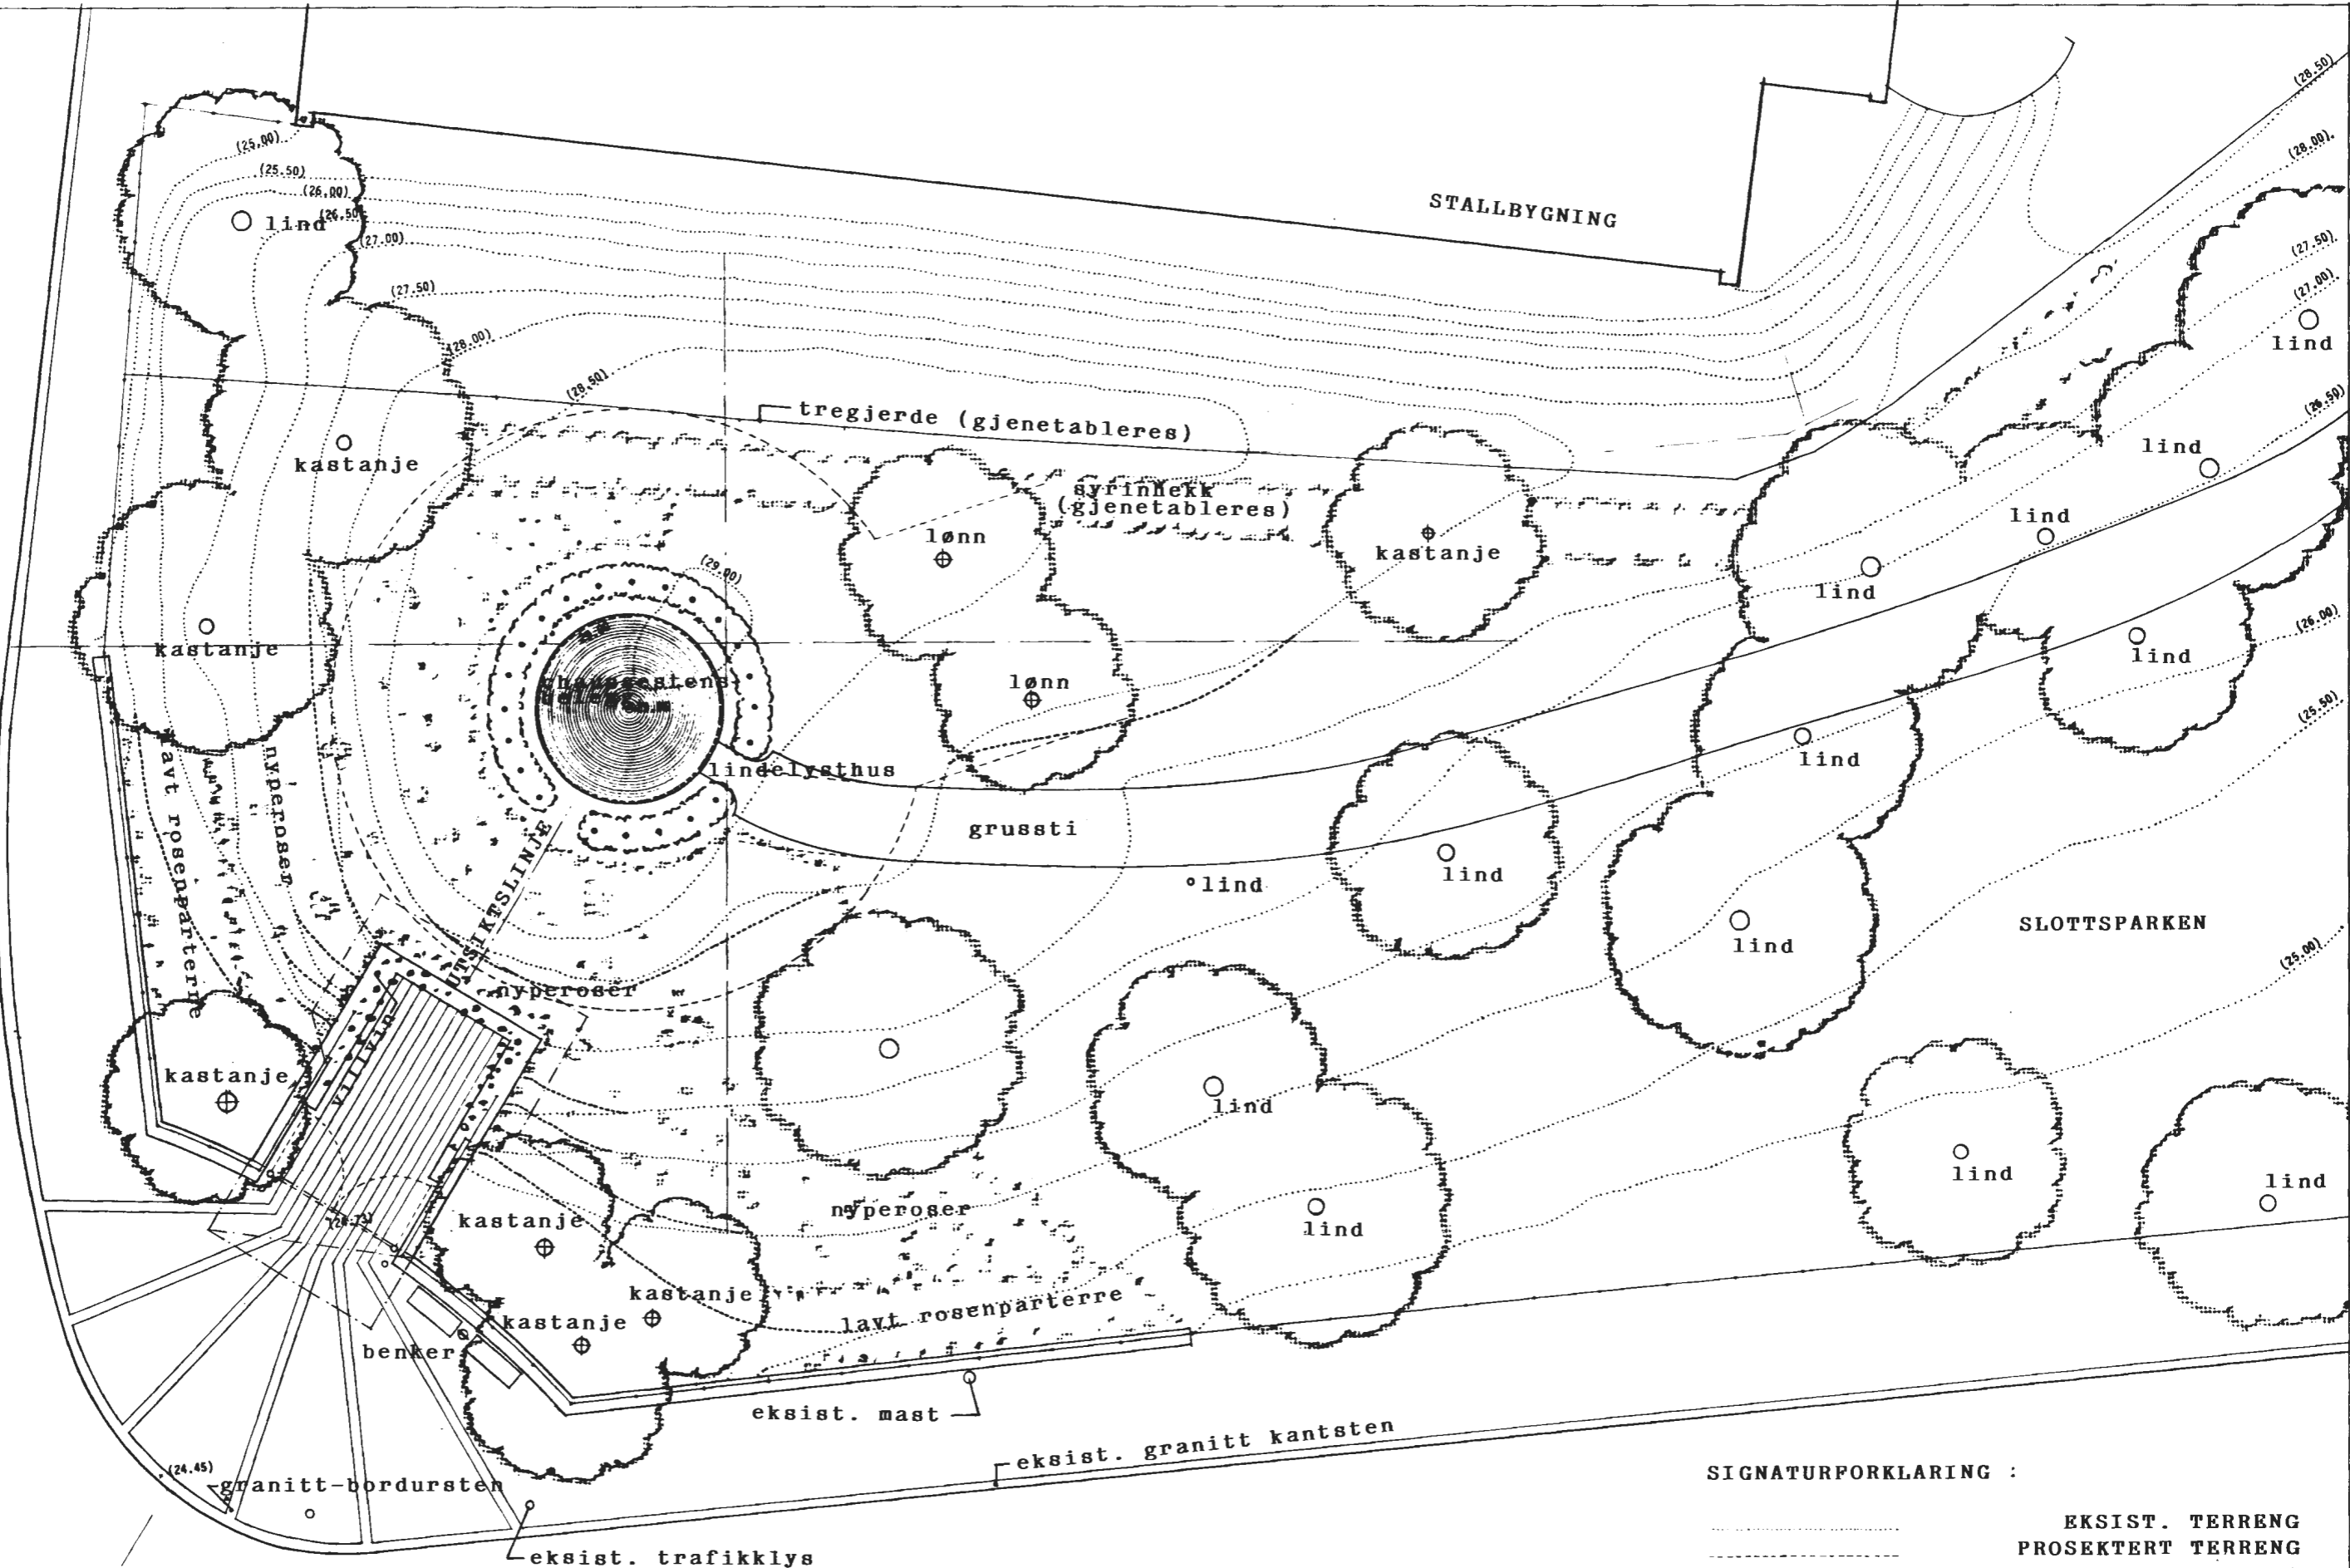 (28.50)
(25.00)
(28.00)
(25.50)
(26.00)
STALLBYGNING
lind
(26.50)
(27.00)
(27.50)
(27.50)
(27.00)
lind
(28.00)
(28.50)
(26.50)
tregjerde (gjenetableres)
lind
kastanje
syrinhekk
(gjenetableres)
lind
lønn
kastanje
(29.00)
lind
(26.00)
kastanje
lind
lønn
(25.50)
lindelysthus
lind
lavt rosenparterre
nyperoser
grussti
UTSIKTSLINJE
lind
lind
SLOTTSPARKEN
lind
(25.00)
nyperoser
villvin
kastanje
lind
lind
lind
nyperoser
kastanje
lind
kastanje
lavt rosenparterre
kastanje
benker
eksist. mast
eksist. granitt kantsten
(24.45)
granitt-bordursten
SIGNATURFORKLARING :
EKSIST. TERRENG
PROSEKTERT TERRENG
eksist. trafikklys